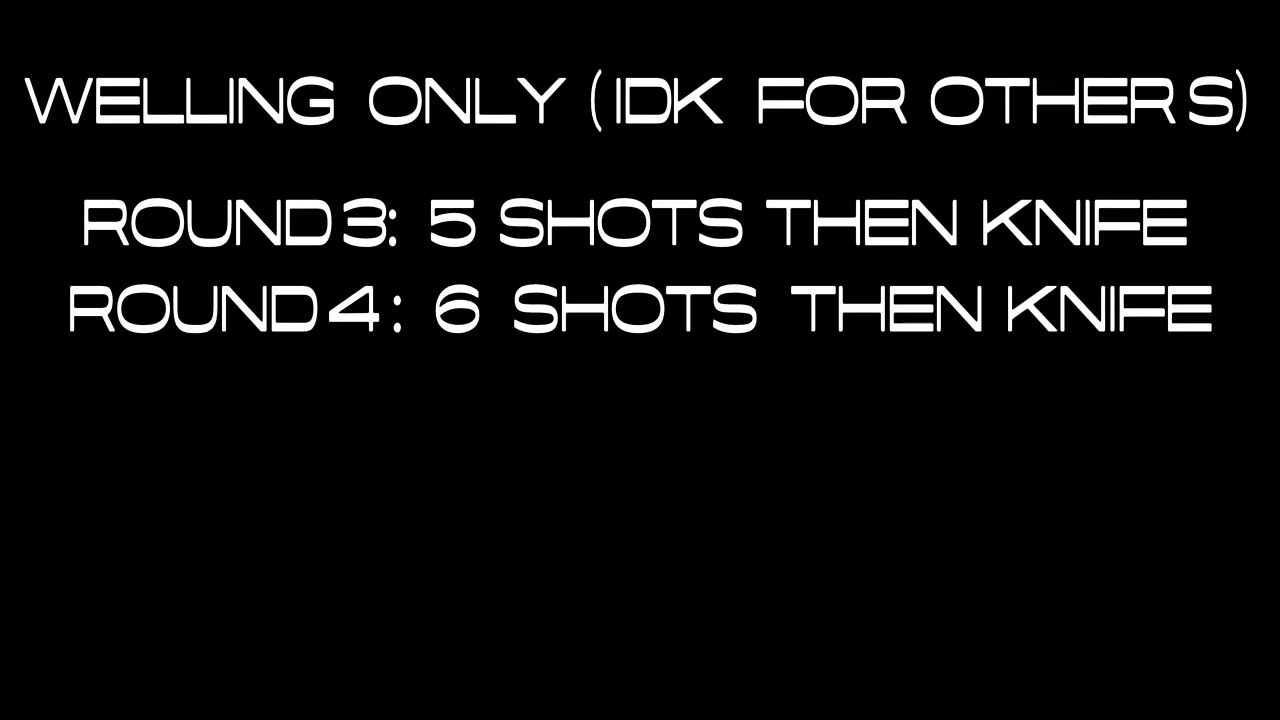 WELLING ONLY (IDK FOR OTHERS)
ROUND 3: 5 SHOTS THEN KNIFE
ROUND 4: 6 SHOTS THEN KNIFE